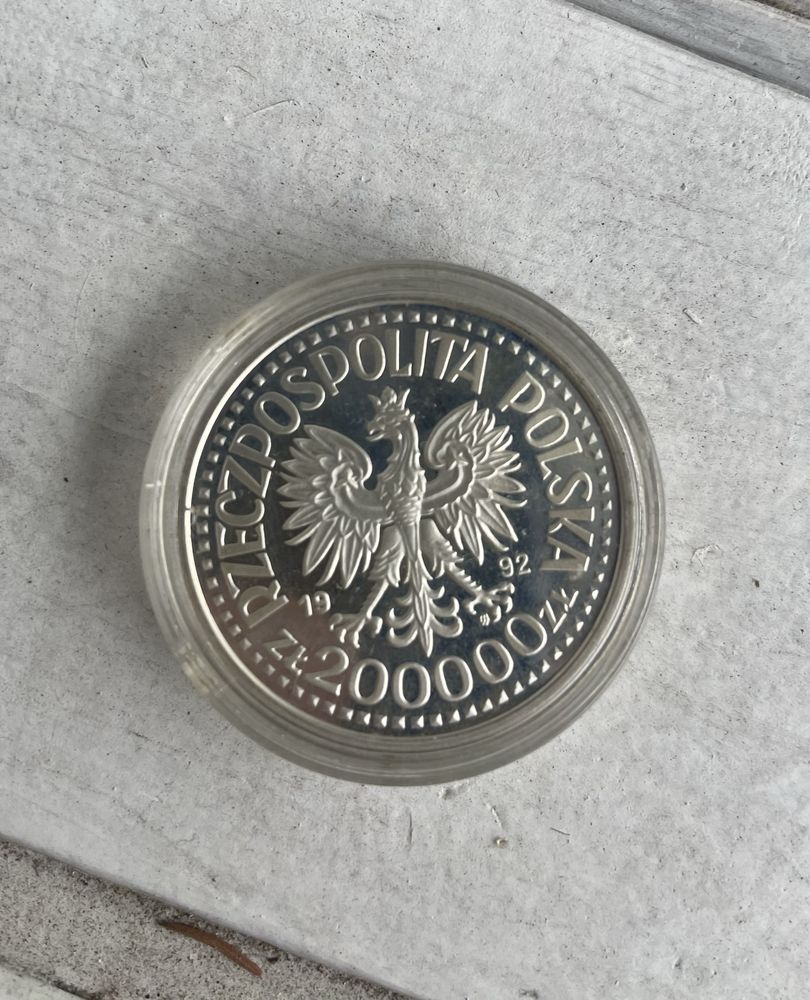 RZECZPOSPOLITA POLSKA
19 92
ZŁ 200000 ZŁ